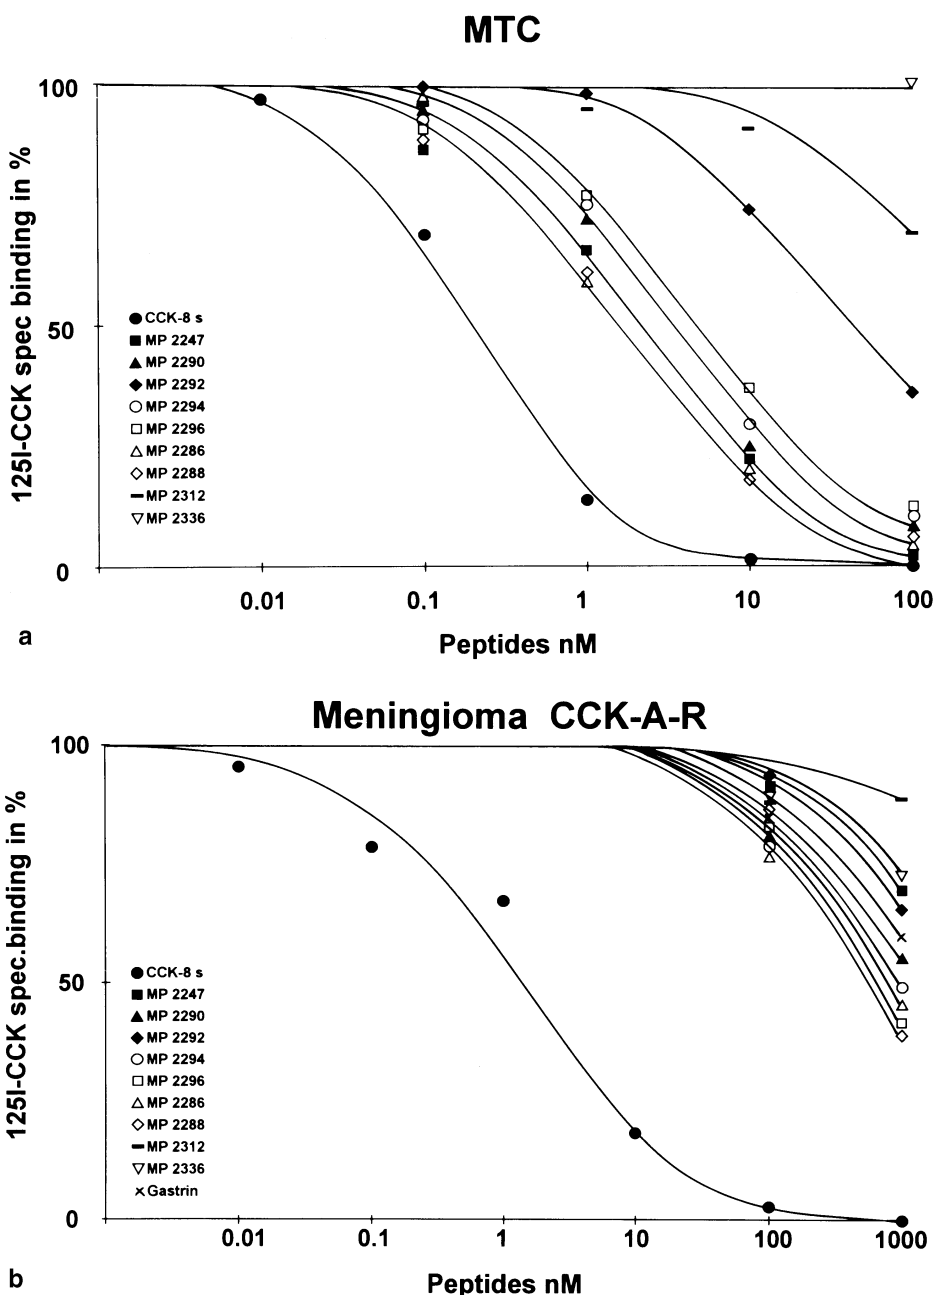 MTC
125I-CCK spec binding in %
100
50
0
CCK-8 s
MP 2247
MP 2290
MP 2292
MP 2294
MP 2296
MP 2286
MP 2288
MP 2312
MP 2336
0.01 0.1 1 10 100
Peptides nM
a
Meningioma CCK-A-R
125I-CCK spec.binding in %
100
50
0
CCK-8 s
MP 2247
MP 2290
MP 2292
MP 2294
MP 2296
MP 2286
MP 2288
MP 2312
MP 2336
Gastrin
0.01 0.1 1 10 100 1000
Peptides nM
b